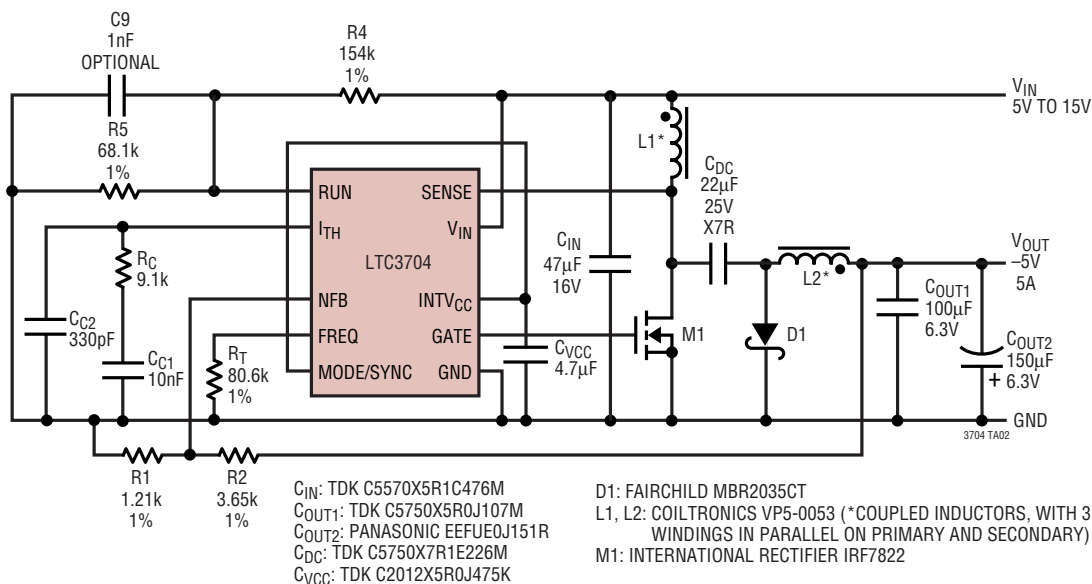 C9
1nF
OPTIONAL
R4
154k
1%
VIN
5V TO 15V
R5
68.1k
1%
L1*
CDC
22µF
25V
X7R
RUN
SENSE
ITH
VIN
LTC3704
NFB
INTVCC
FREQ
GATE
MODE/SYNC
GND
RC
9.1k
CIN
47µF
16V
VOUT
–5V
5A
L2*
COUT1
100µF
6.3V
CC2
330pF
CC1
10nF
RT
80.6k
1%
CVCC
4.7µF
M1
D1
COUT2
150µF
6.3V
+
GND
3704 TA02
R1
1.21k
1%
R2
3.65k
1%
CIN: TDK C5570X5R1C476M
COUT1: TDK C5750X5R0J107M
COUT2: PANASONIC EEFUE0J151R
CDC: TDK C5750X7R1E226M
CVCC: TDK C2012X5R0J475K
D1: FAIRCHILD MBR2035CT
L1, L2: COILTRONICS VP5-0053 (*COUPLED INDUCTORS, WITH 3
WINDINGS IN PARALLEL ON PRIMARY AND SECONDARY)
M1: INTERNATIONAL RECTIFIER IRF7822